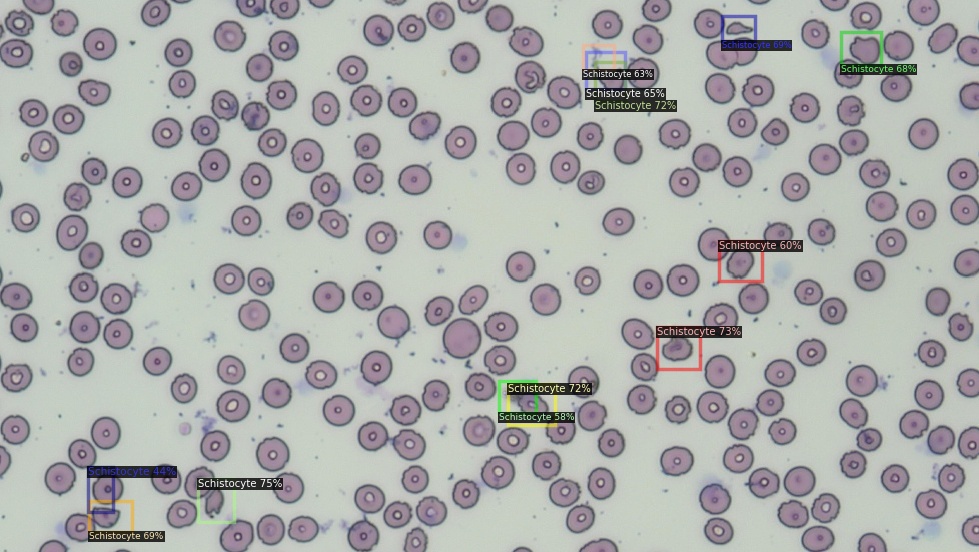 Schistocyte 69%
Schistocyte 68%
Schistocyte 63%
Schistocyte 65%
Schistocyte 72%
Schistocyte 60%
Schistocyte 73%
Schistocyte 72%
Schistocyte 58%
Schistocyte 44%
Schistocyte 75%
Schistocyte 69%